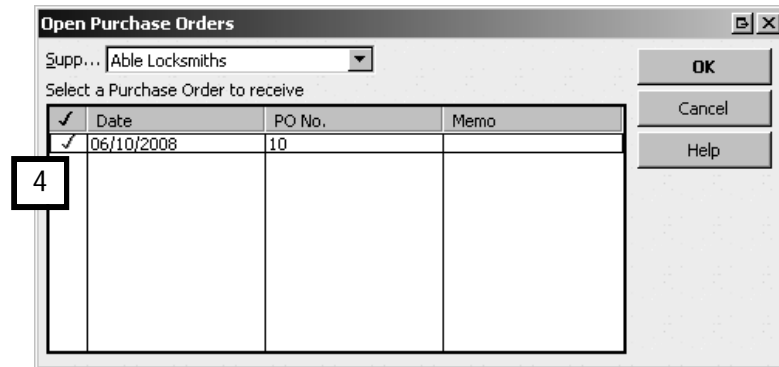 Open Purchase Orders
Supp... Able Locksmiths
OK
Select a Purchase Order to receive
Cancel
✓ Date PO No. Memo
✓ 06/10/2008 10
Help
4